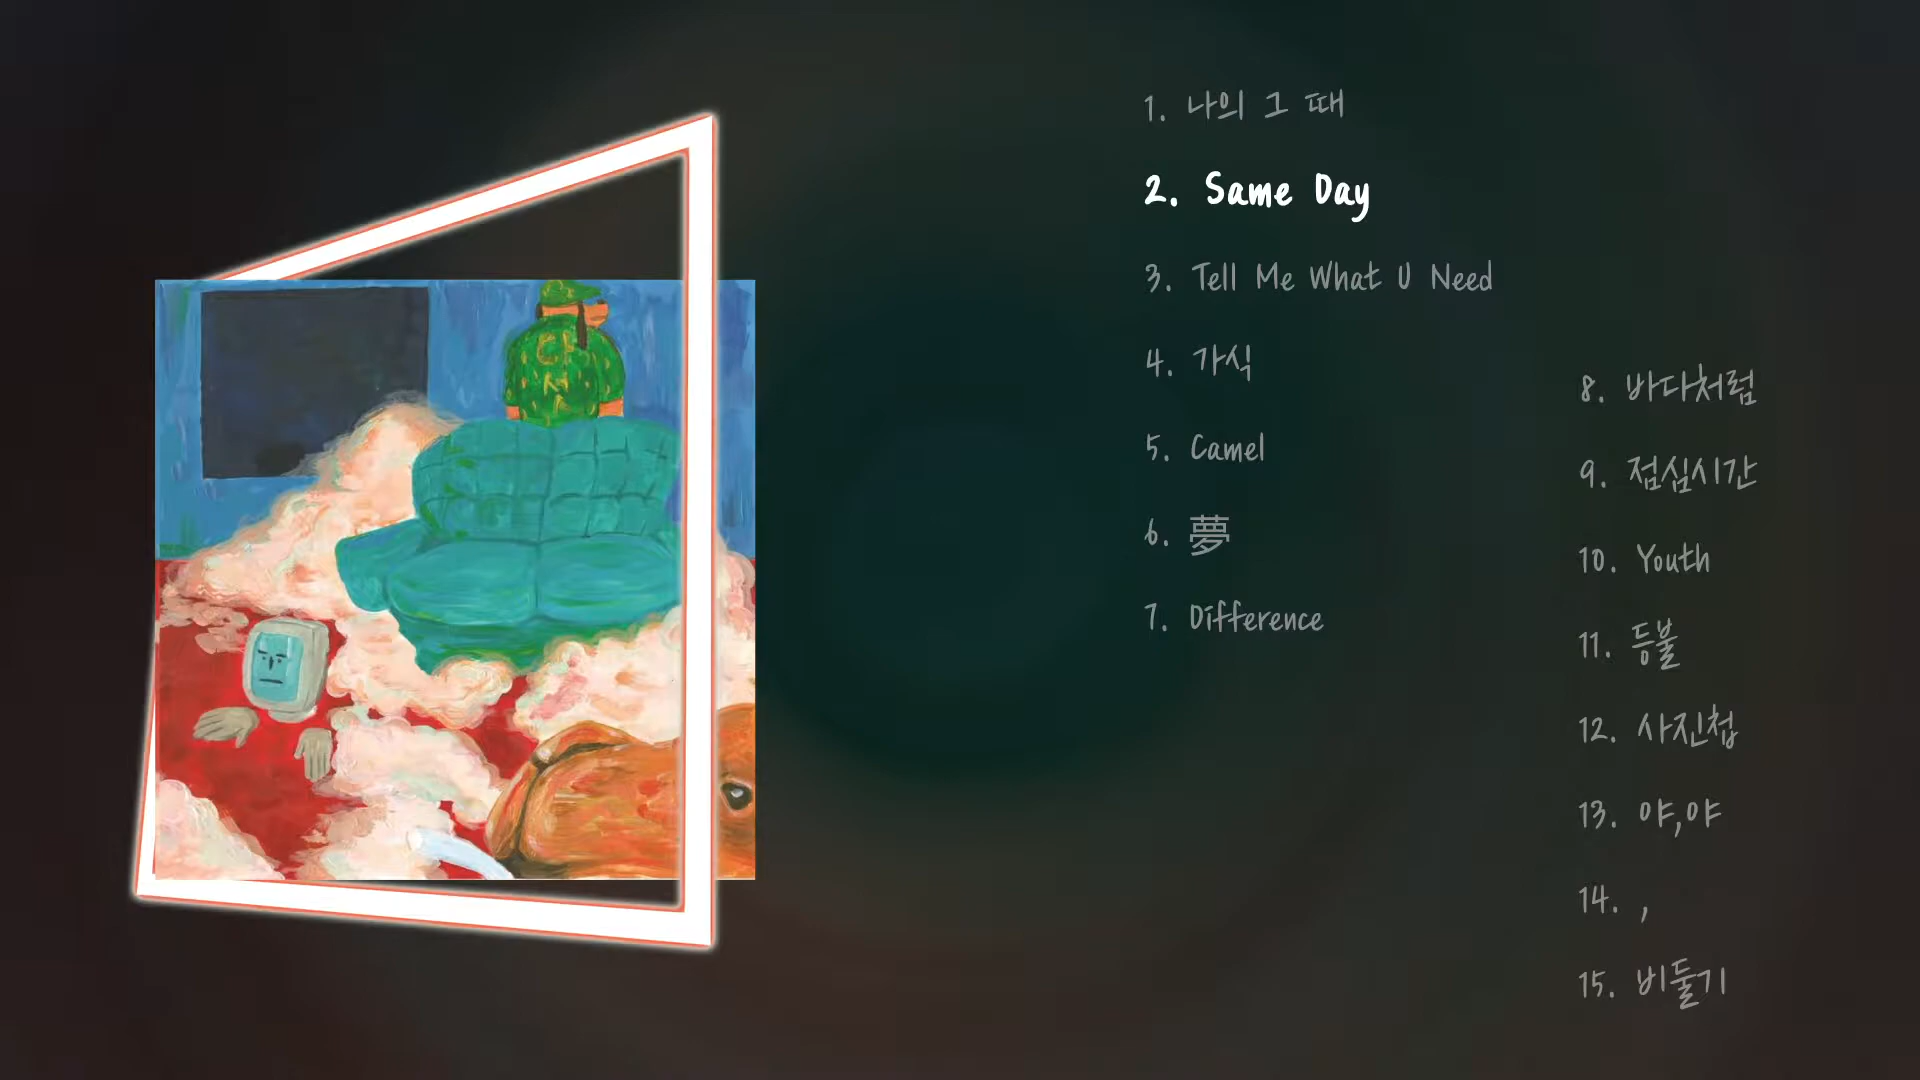 1. 나의 그 때
2. Same Day
3. Tell Me What U Need
4. 가식
5. Camel
6. 夢
7. Difference
8. 바다처럼
9. 점심시간
10. Youth
11. 등불
12. 사진첩
13. 야,야
14. ,
15. 비둘기